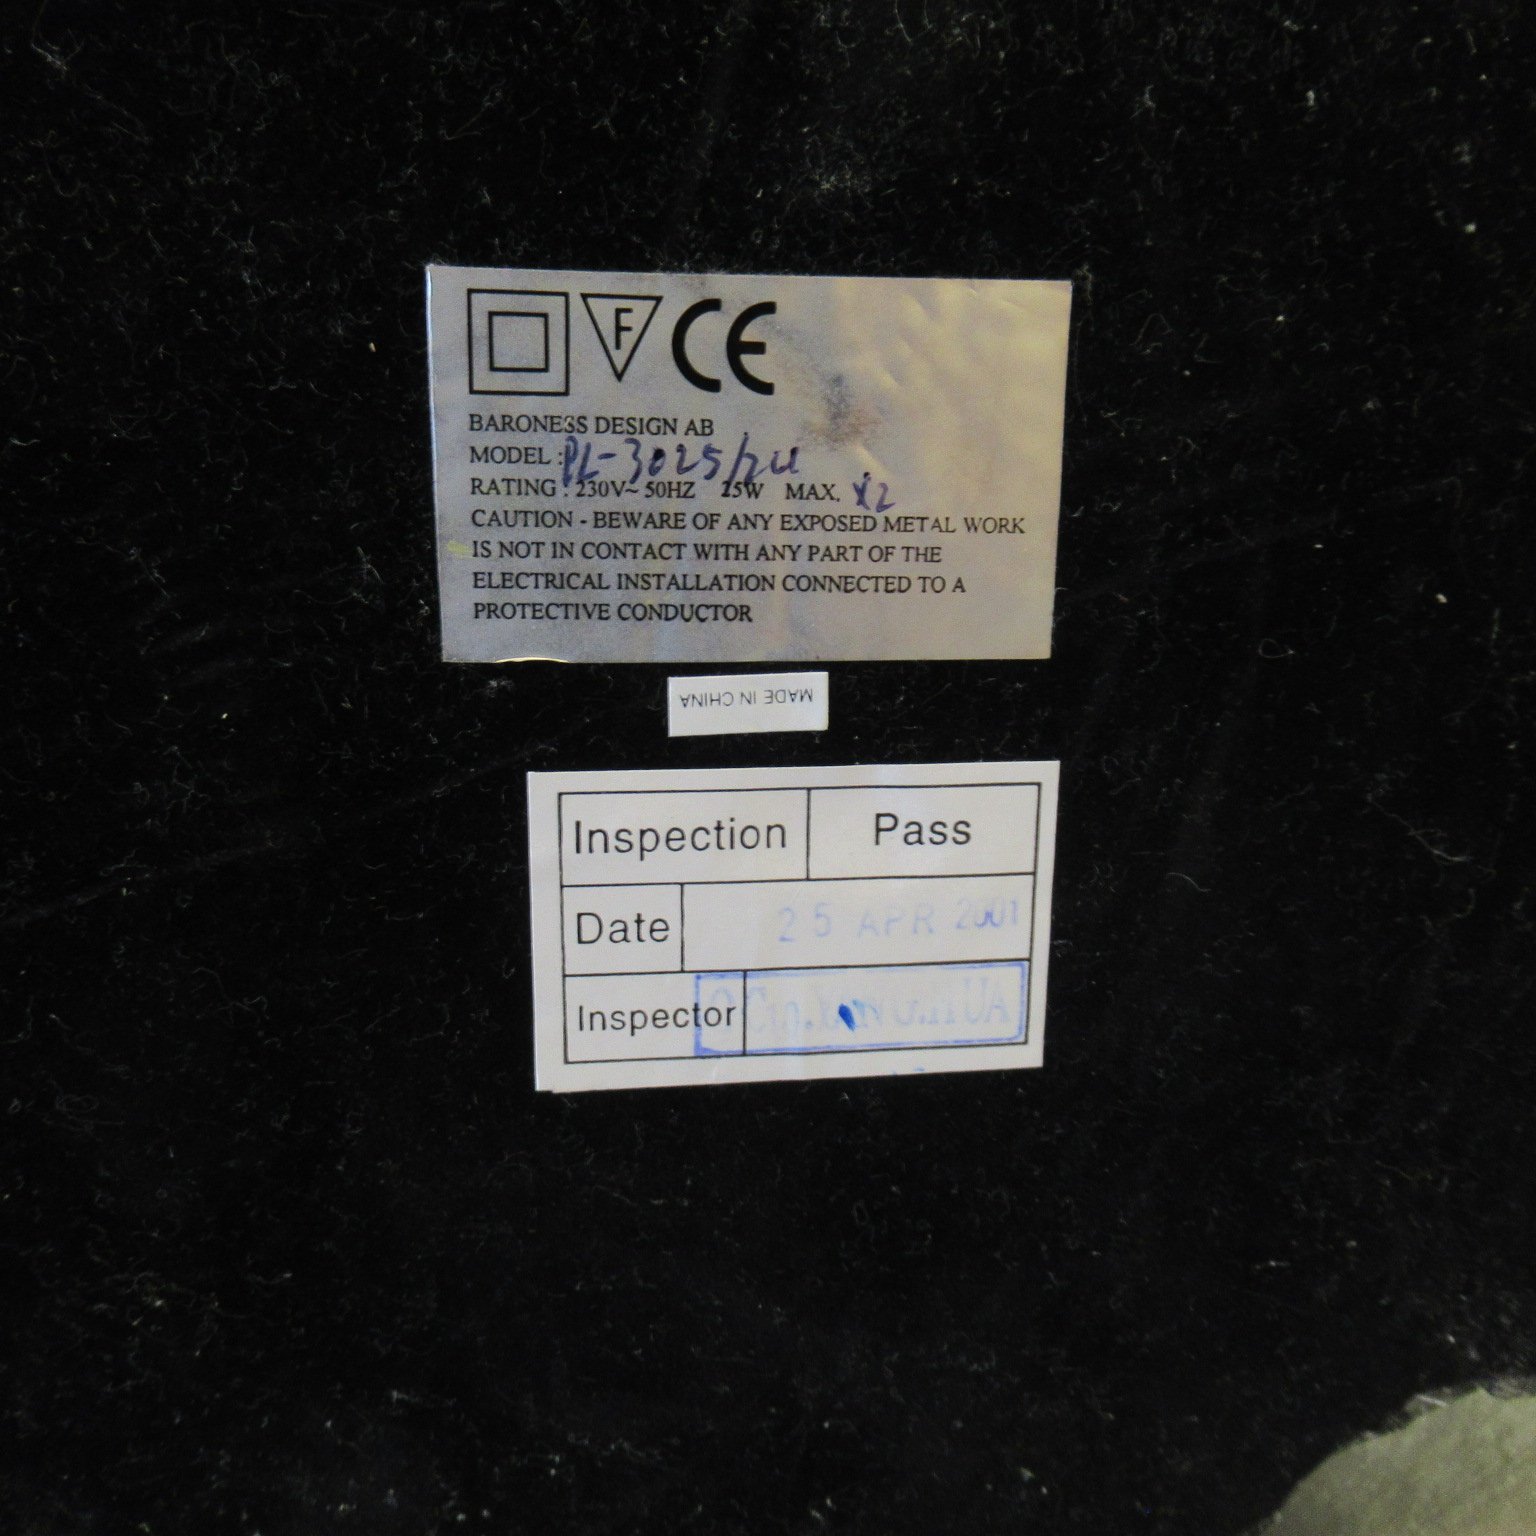 F CE
BARONESS DESIGN AB
MODEL : PL-3025/2U
RATING : 230V~ 50HZ 25W MAX. X2
CAUTION - BEWARE OF ANY EXPOSED METAL WORK
IS NOT IN CONTACT WITH ANY PART OF THE
ELECTRICAL INSTALLATION CONNECTED TO A
PROTECTIVE CONDUCTOR
MADE IN CHINA
Inspection Pass
Date 25 APR 2001
Inspector